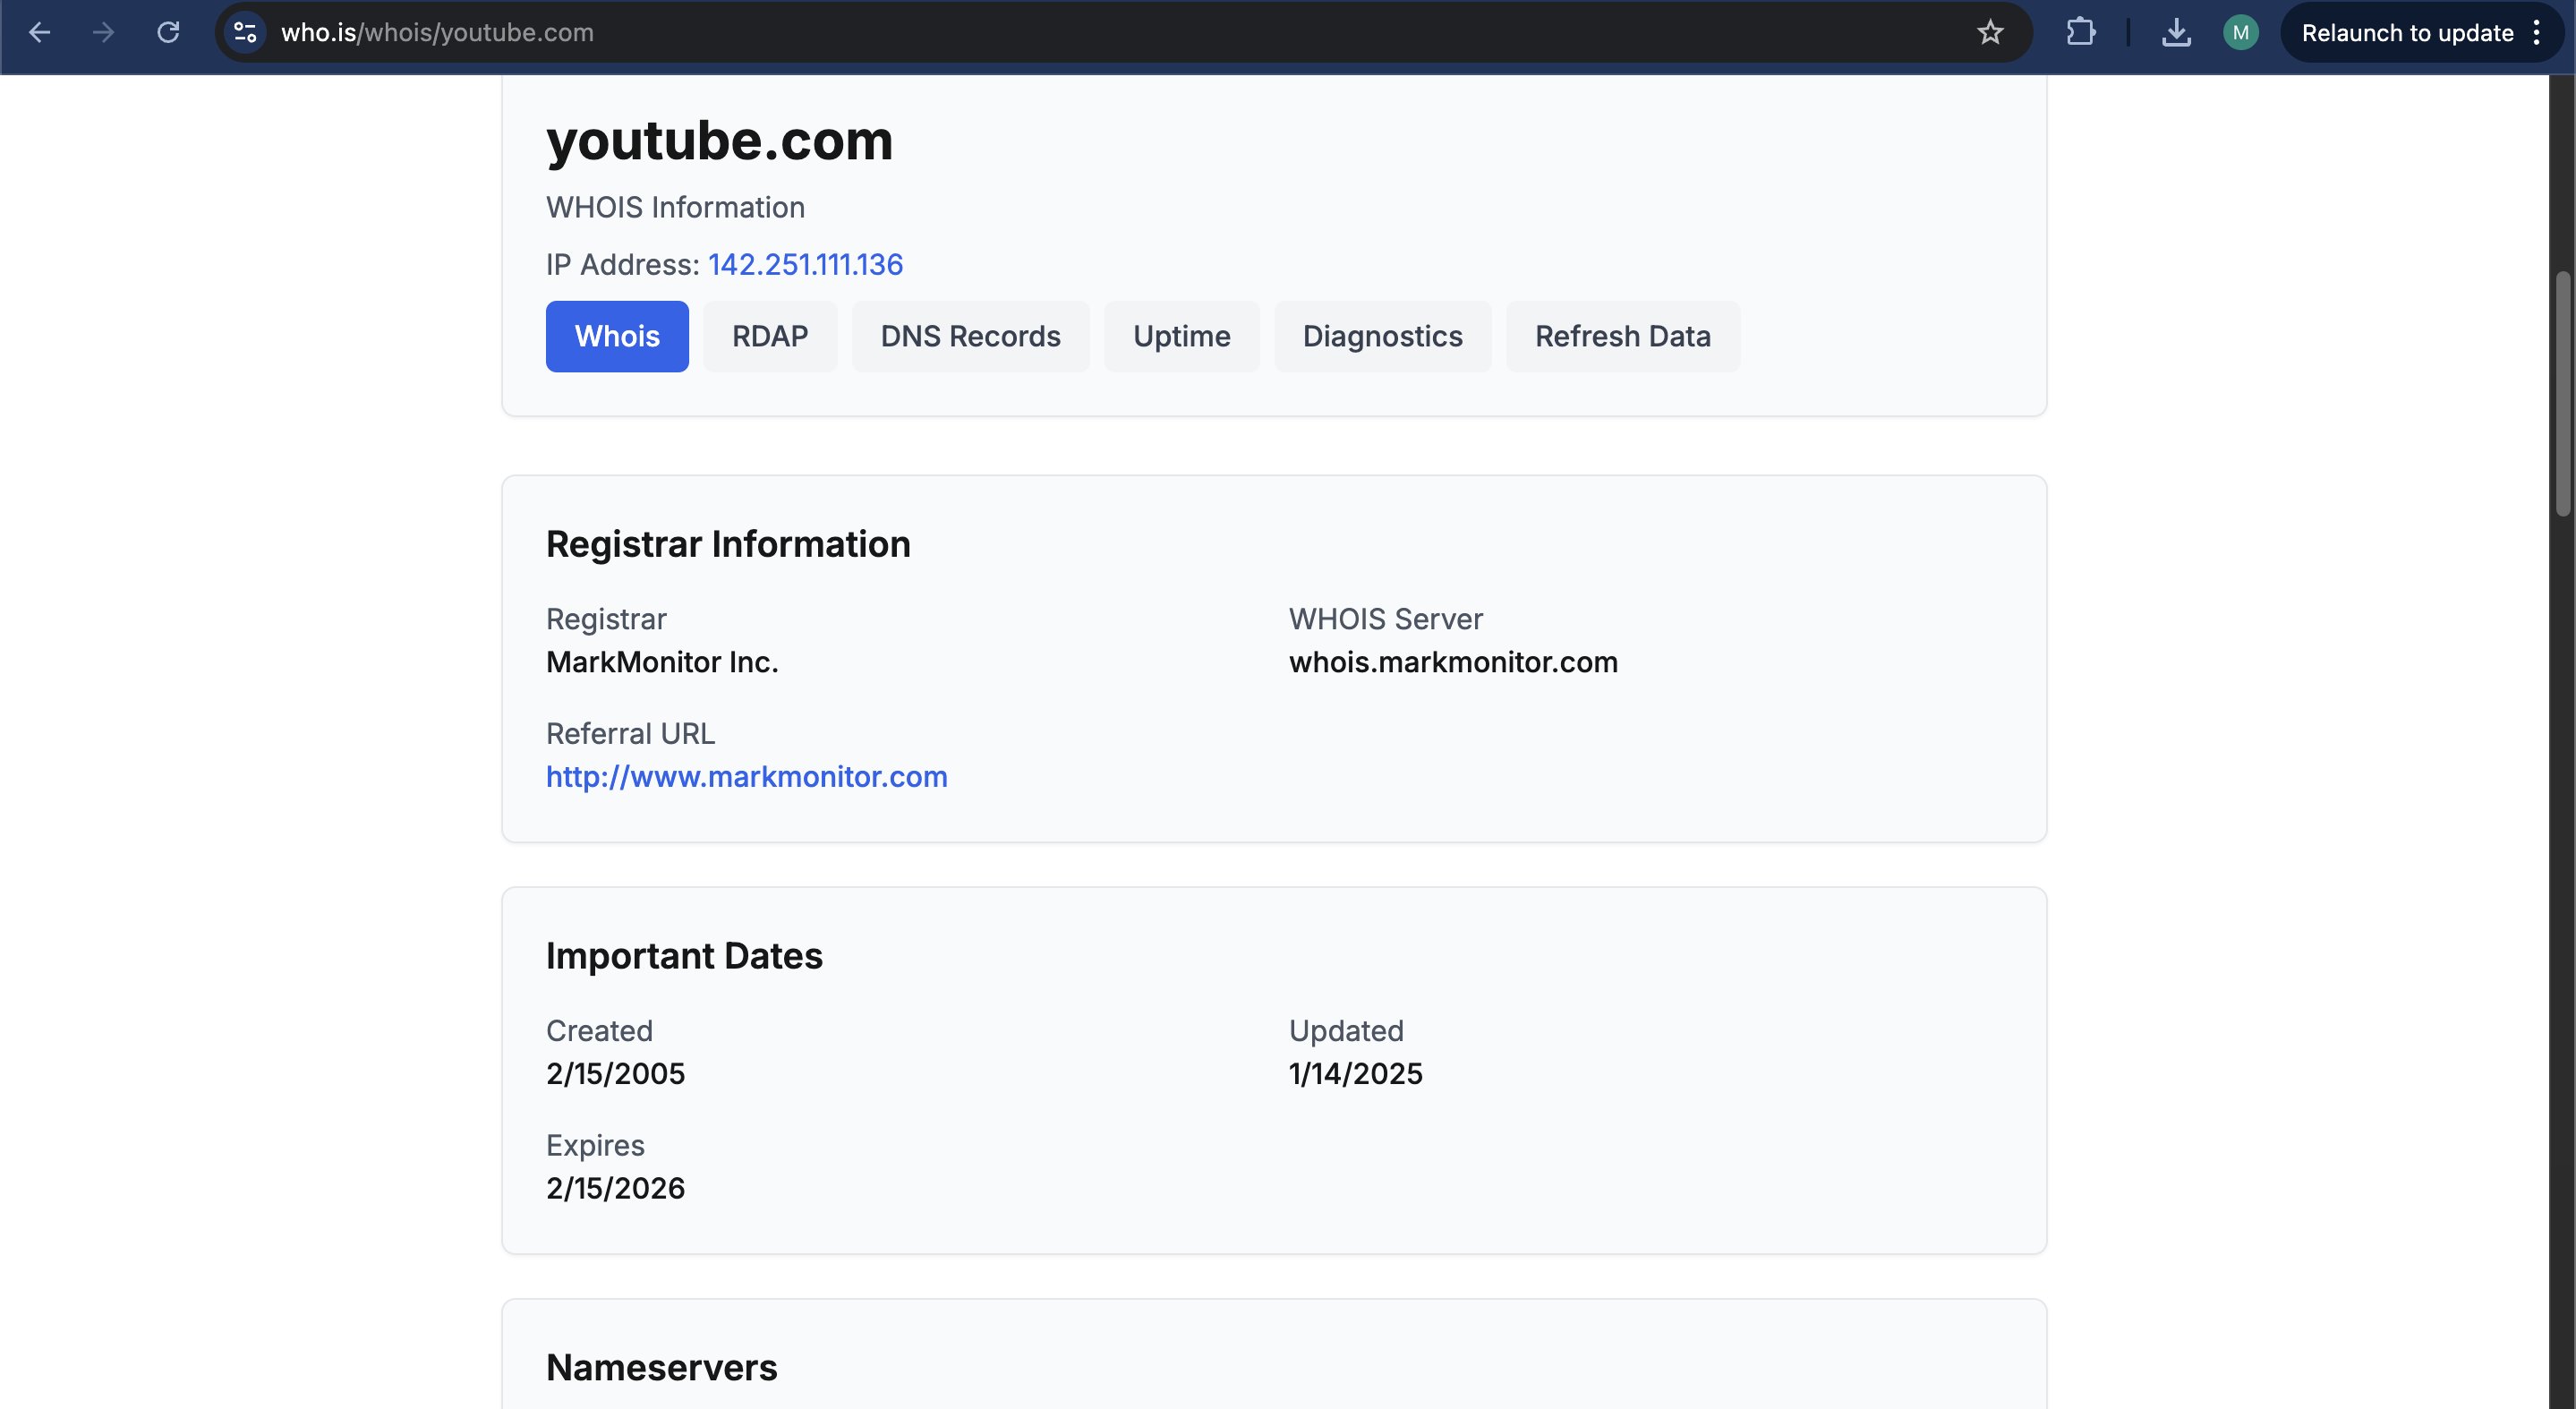 who.is/whois/youtube.com
M
Relaunch to update
youtube.com
WHOIS Information
IP Address: 142.251.111.136
Whois
RDAP
DNS Records
Uptime
Diagnostics
Refresh Data
Registrar Information
Registrar
WHOIS Server
MarkMonitor Inc.
whois.markmonitor.com
Referral URL
http://www.markmonitor.com
Important Dates
Created
Updated
2/15/2005
1/14/2025
Expires
2/15/2026
Nameservers